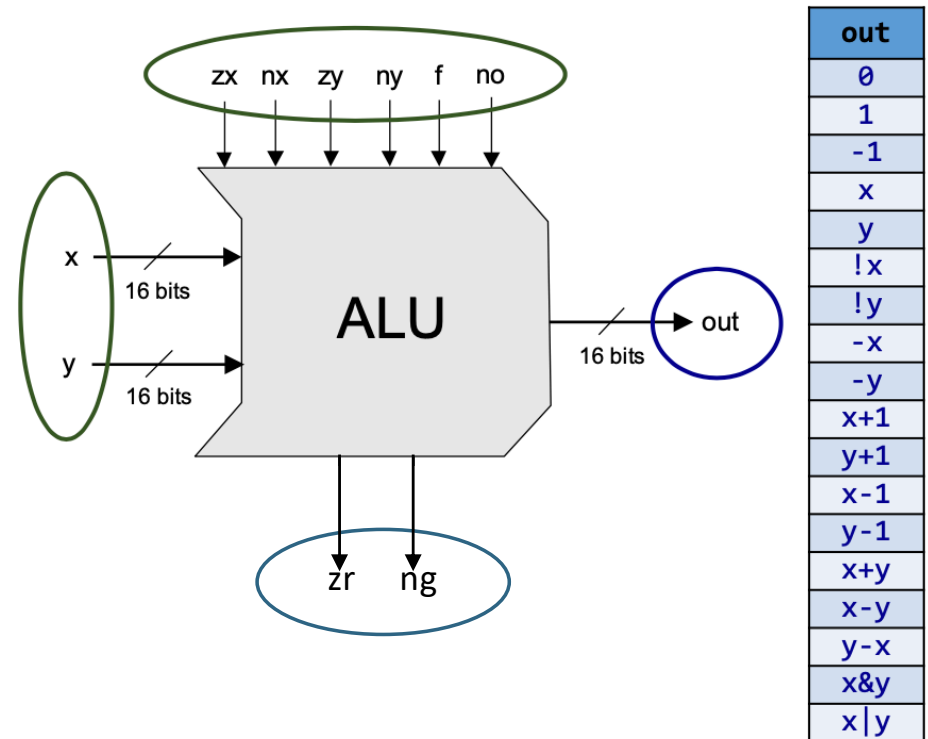 zx nx zy ny f no
x
16 bits
y
16 bits
ALU
out
16 bits
zr ng
out
0
1
-1
x
y
!x
!y
-x
-y
x+1
y+1
x-1
y-1
x+y
x-y
y-x
x&y
x|y